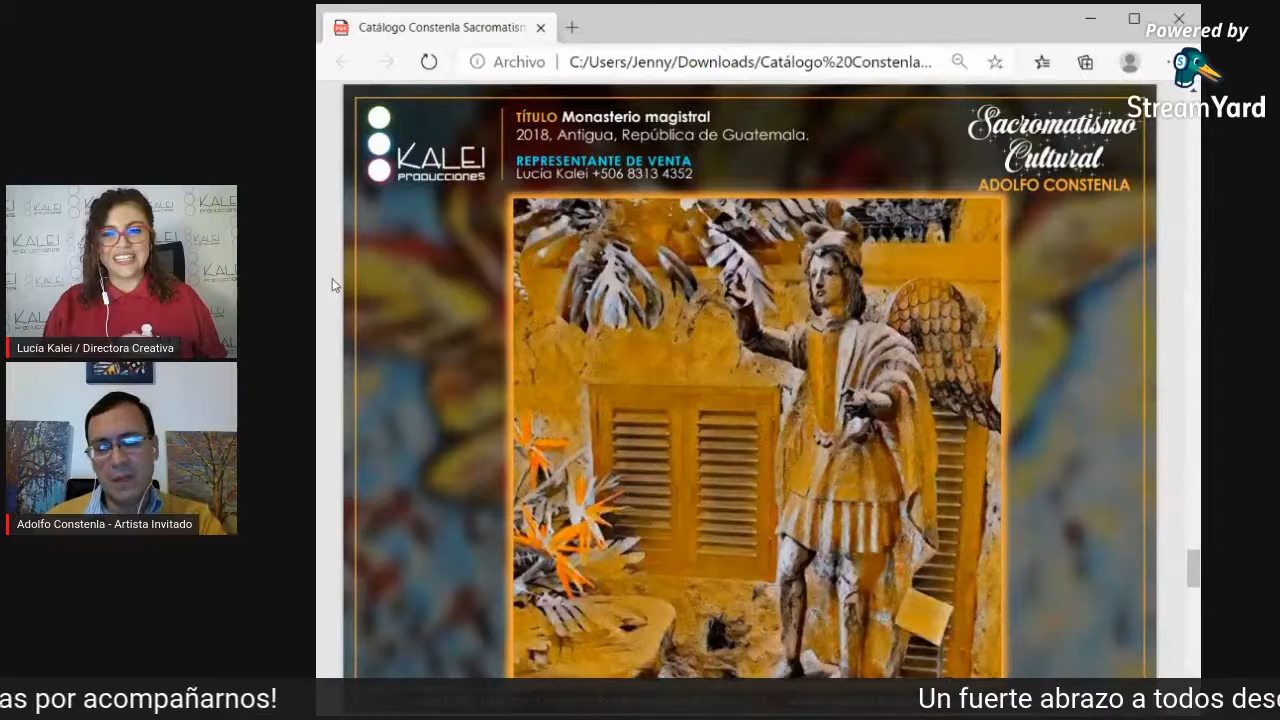 Catálogo Constenla Sacromatism
Archivo
C:/Users/Jenny/Downloads/Catálogo%20Constenla...
Powered by
StreamYard
KALEI
PRODUCCIONES
TÍTULO Monasterio magistral
2018, Antigua, República de Guatemala.
REPRESENTANTE DE VENTA
Lucía Kalei +506 8313 4352
Sacromatismo
Cultural
ADOLFO CONSTENLA
Lucía Kalei / Directora Creativa
Adolfo Constenla - Artista Invitado
as por acompañarnos!
Un fuerte abrazo a todos desd